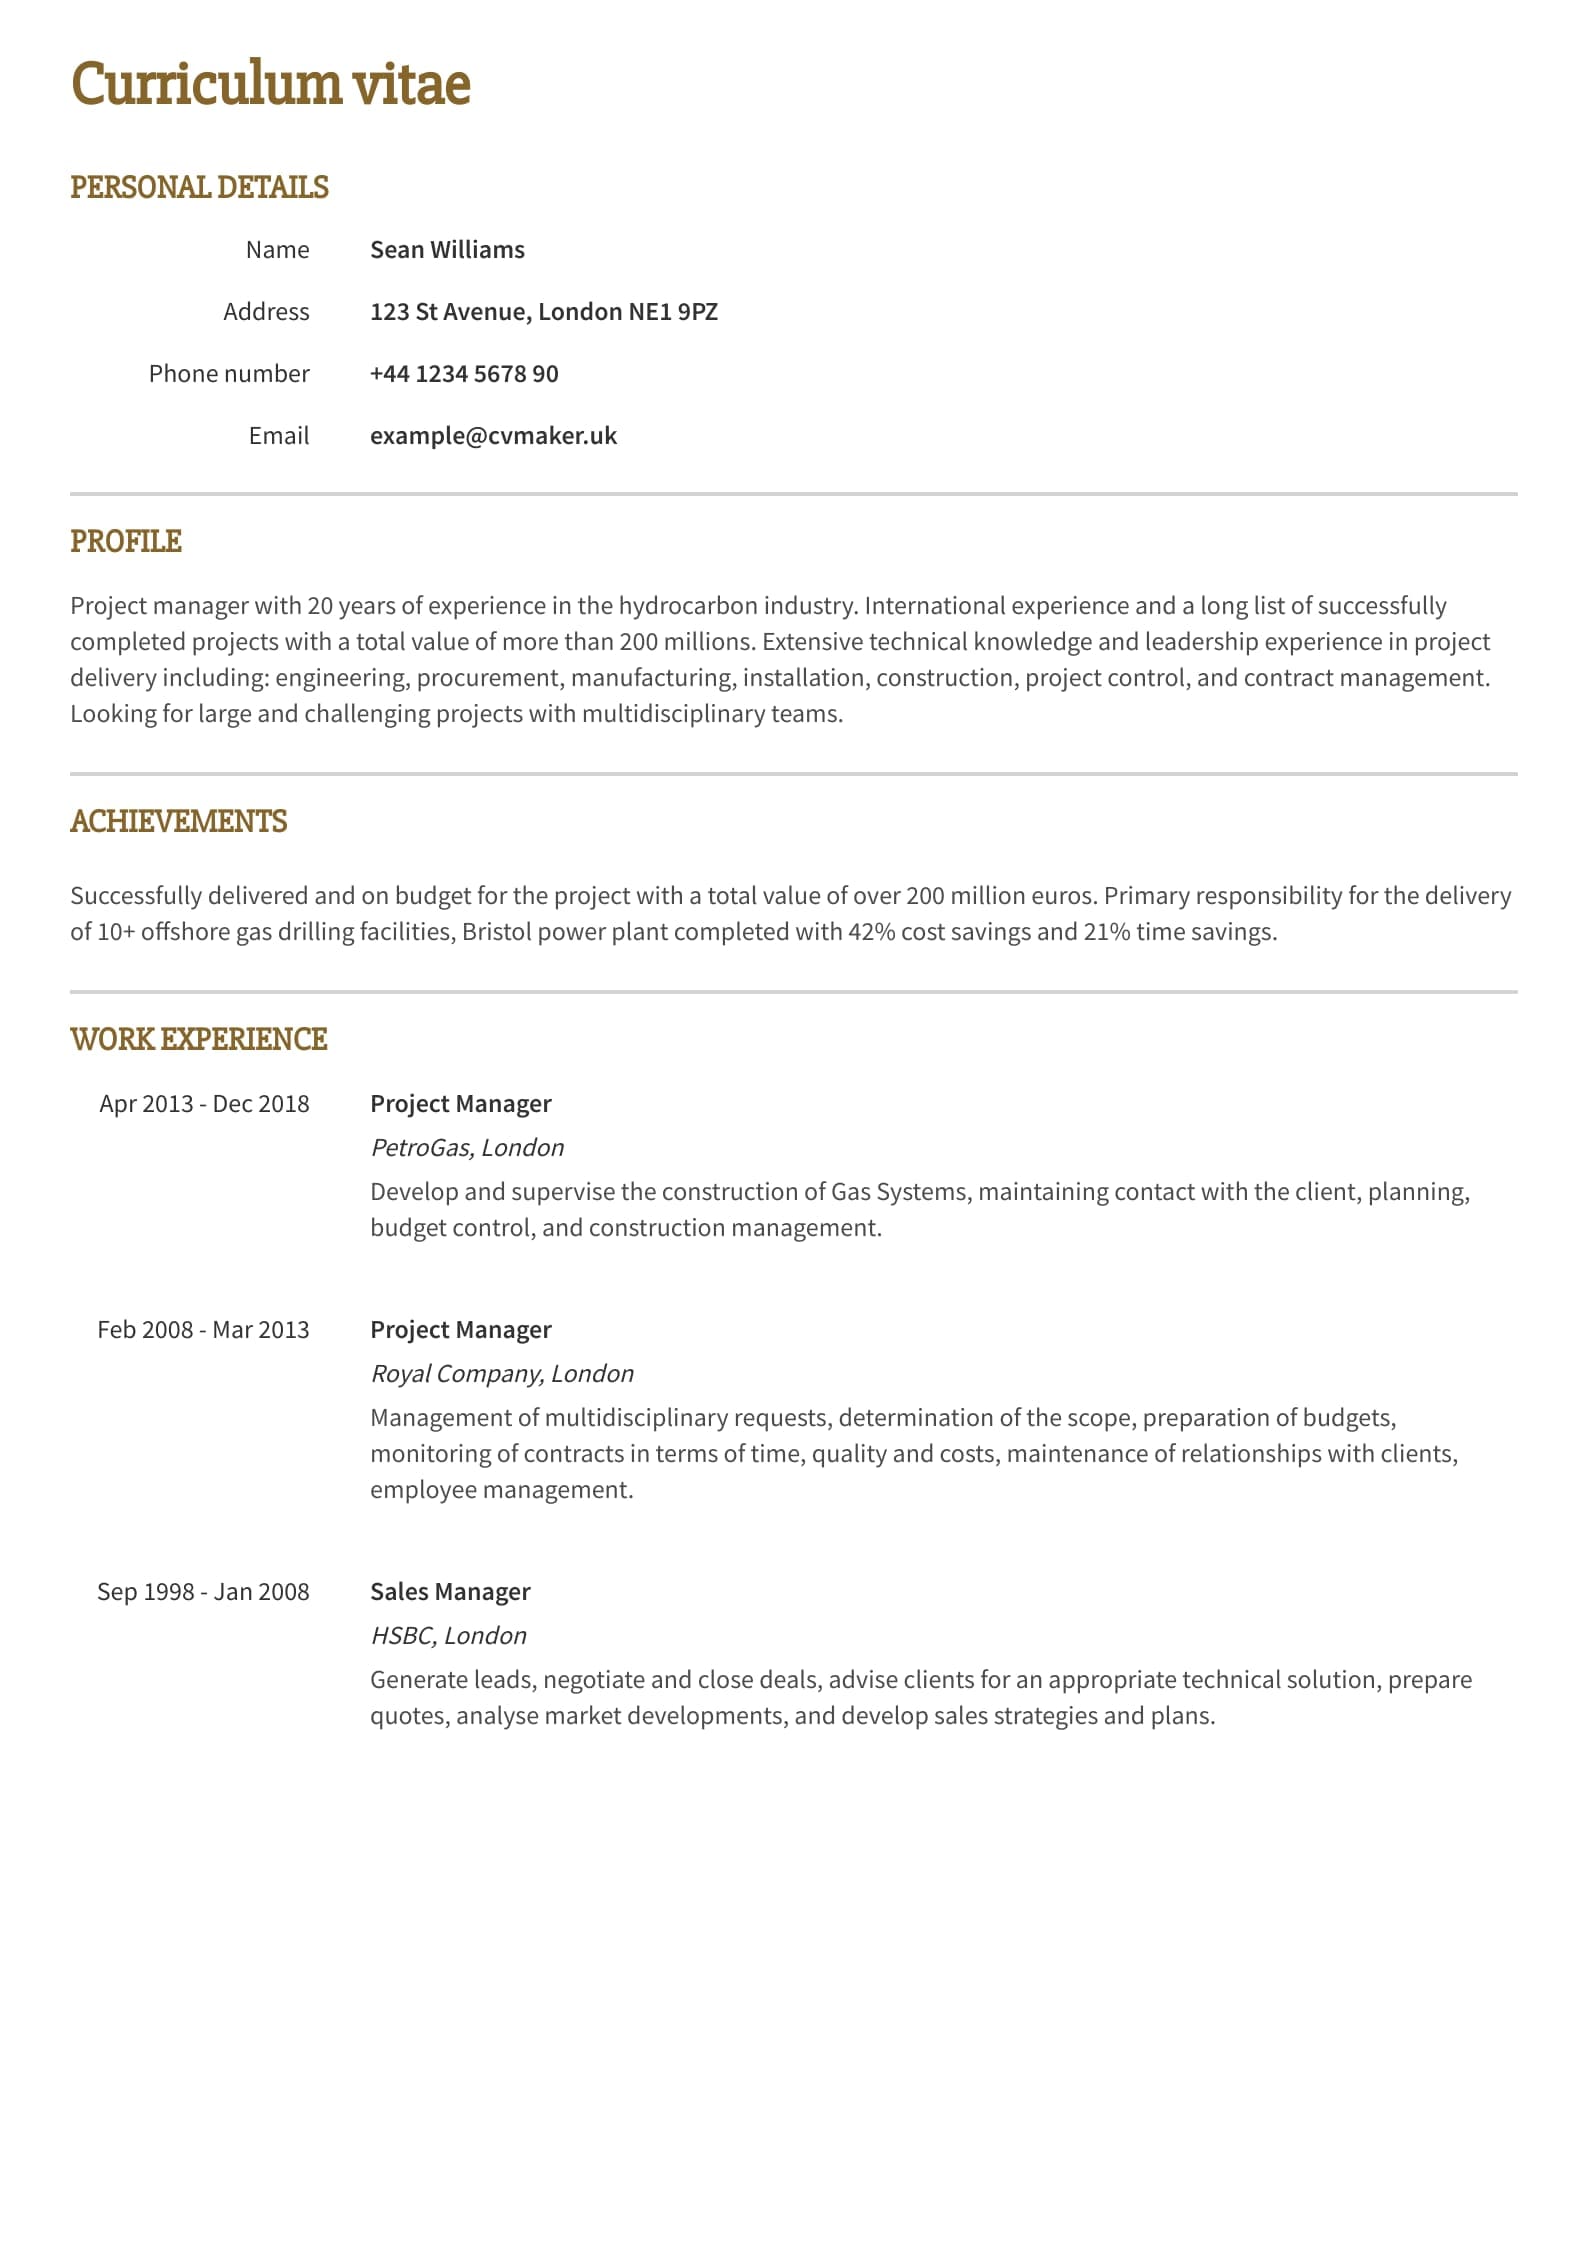 Curriculum vitae
PERSONAL DETAILS
Name Sean Williams
Address 123 St Avenue, London NE1 9PZ
Phone number +44 1234 5678 90
Email example@cvmaker.uk
PROFILE
Project manager with 20 years of experience in the hydrocarbon industry. International experience and a long list of successfully
completed projects with a total value of more than 200 millions. Extensive technical knowledge and leadership experience in project
delivery including: engineering, procurement, manufacturing, installation, construction, project control, and contract management.
Looking for large and challenging projects with multidisciplinary teams.
ACHIEVEMENTS
Successfully delivered and on budget for the project with a total value of over 200 million euros. Primary responsibility for the delivery
of 10+ offshore gas drilling facilities, Bristol power plant completed with 42% cost savings and 21% time savings.
WORK EXPERIENCE
Apr 2013 - Dec 2018 Project Manager
PetroGas, London
Develop and supervise the construction of Gas Systems, maintaining contact with the client, planning,
budget control, and construction management.
Feb 2008 - Mar 2013 Project Manager
Royal Company, London
Management of multidisciplinary requests, determination of the scope, preparation of budgets,
monitoring of contracts in terms of time, quality and costs, maintenance of relationships with clients,
employee management.
Sep 1998 - Jan 2008 Sales Manager
HSBC, London
Generate leads, negotiate and close deals, advise clients for an appropriate technical solution, prepare
quotes, analyse market developments, and develop sales strategies and plans.